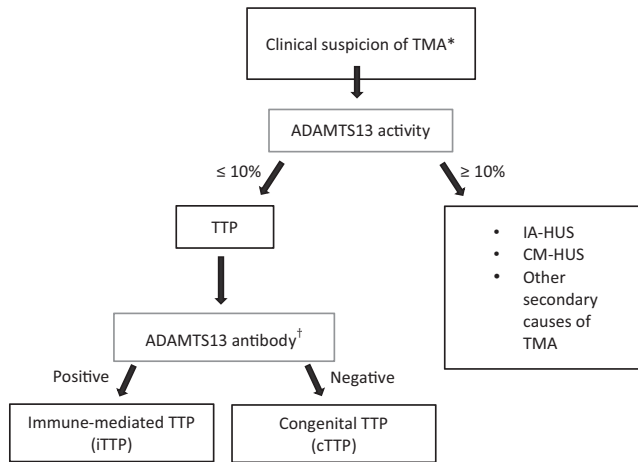 Clinical suspicion of TMA*
ADAMTS13 activity
≤ 10%
≥ 10%
TTP
• IA-HUS
• CM-HUS
• Other
secondary
causes of
TMA
ADAMTS13 antibody†
Positive
Negative
Immune-mediated TTP
(iTTP)
Congenital TTP
(cTTP)